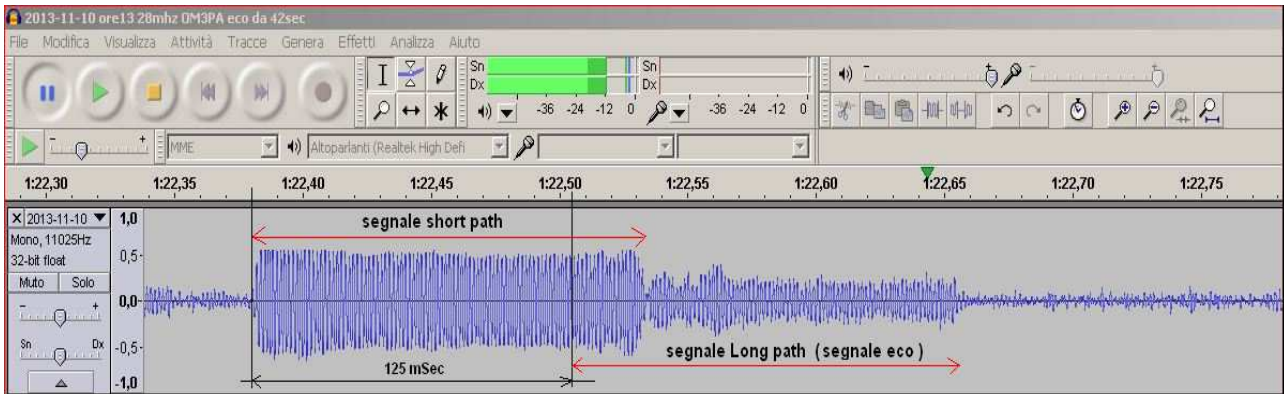 2013-11-10 ore13 28mhz OM3PA eco da 42sec
File Modifica Visualizza Attività Tracce Genera Effetti Analizza Aiuto
Sn
Dx
-36 -24 -12 0
Sn
Dx
-36 -24 -12 0
MME
Altoparlanti (Realtek High Defi
1:22,30 1:22,35 1:22,40 1:22,45 1:22,50 1:22,55 1:22,60 1:22,65 1:22,70 1:22,75
2013-11-10
Mono, 11025Hz
32-bit float
Muto Solo
- +
Sn Dx
1,0
0,5-
0,0-
-0,5-
-1,0
segnale short path
125 mSec
segnale Long path (segnale eco )